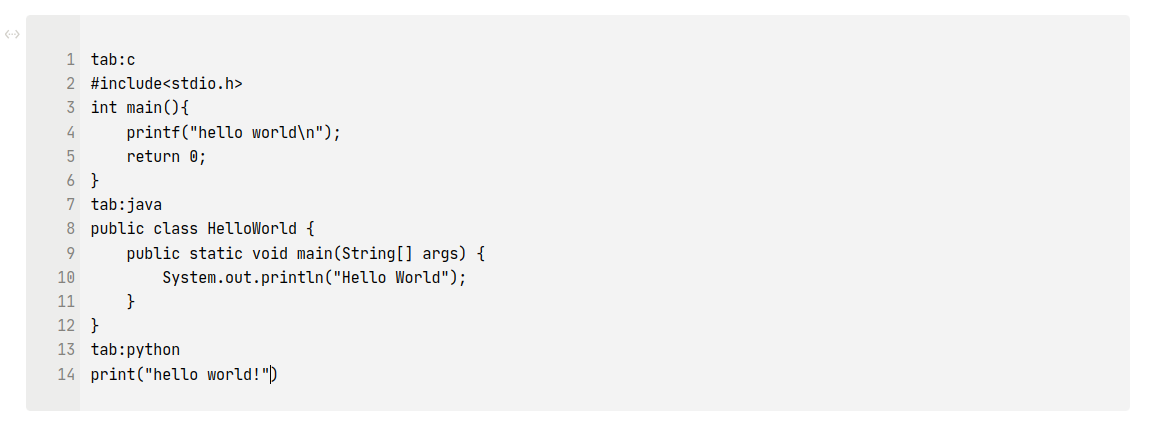 1 tab:c
2 #include<stdio.h>
3 int main(){
4     printf("hello world\n");
5     return 0;
6 }
7 tab:java
8 public class HelloWorld {
9     public static void main(String[] args) {
10         System.out.println("Hello World");
11     }
12 }
13 tab:python
14 print("hello world!")